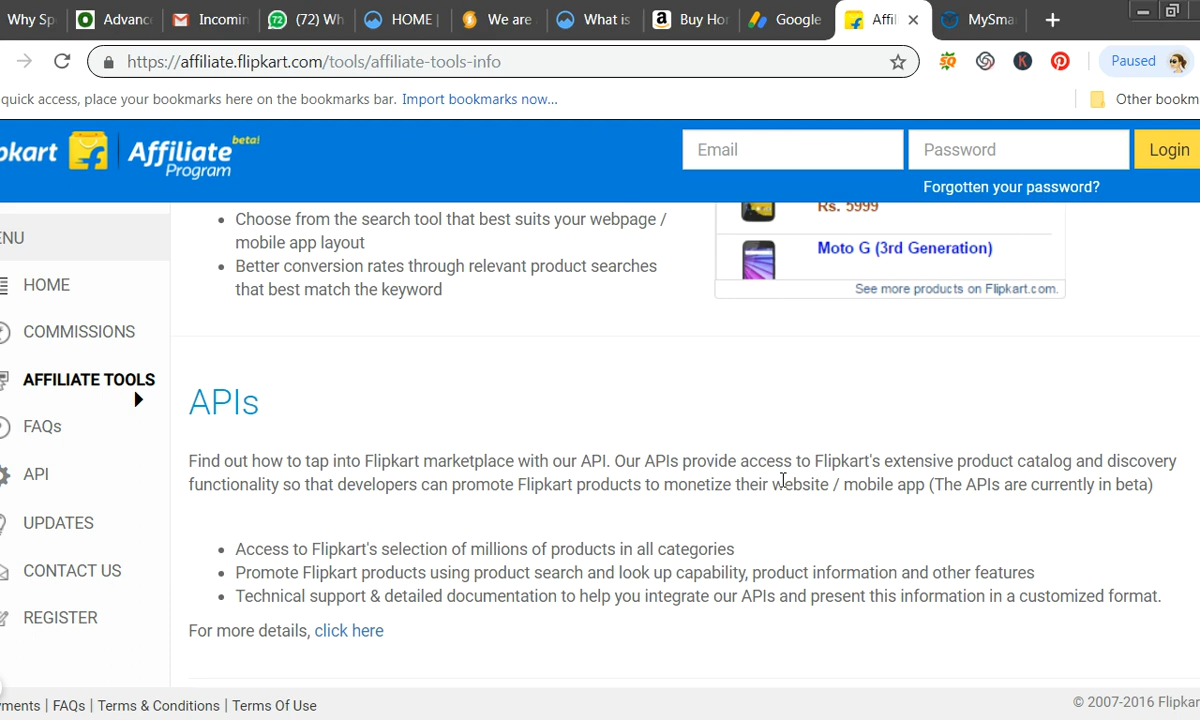 Why Sp
Advanc
Incomin
72
(72) Wh
HOME |
We are
What is
Buy Hor
Google
Affil
MySma
https://affiliate.flipkart.com/tools/affiliate-tools-info
Paused
quick access, place your bookmarks here on the bookmarks bar. Import bookmarks now...
Other bookm
pkart Affiliate Program beta!
Email
Password
Login
Forgotten your password?
ENU
HOME
COMMISSIONS
AFFILIATE TOOLS
FAQs
API
UPDATES
CONTACT US
REGISTER
• Choose from the search tool that best suits your webpage /
mobile app layout
• Better conversion rates through relevant product searches
that best match the keyword
Rs. 5999
Moto G (3rd Generation)
See more products on Flipkart.com.
APIs
Find out how to tap into Flipkart marketplace with our API. Our APIs provide access to Flipkart's extensive product catalog and discovery
functionality so that developers can promote Flipkart products to monetize their website / mobile app (The APIs are currently in beta)
• Access to Flipkart's selection of millions of products in all categories
• Promote Flipkart products using product search and look up capability, product information and other features
• Technical support & detailed documentation to help you integrate our APIs and present this information in a customized format.
For more details, click here
yments | FAQs | Terms & Conditions | Terms Of Use
© 2007-2016 Flipkar